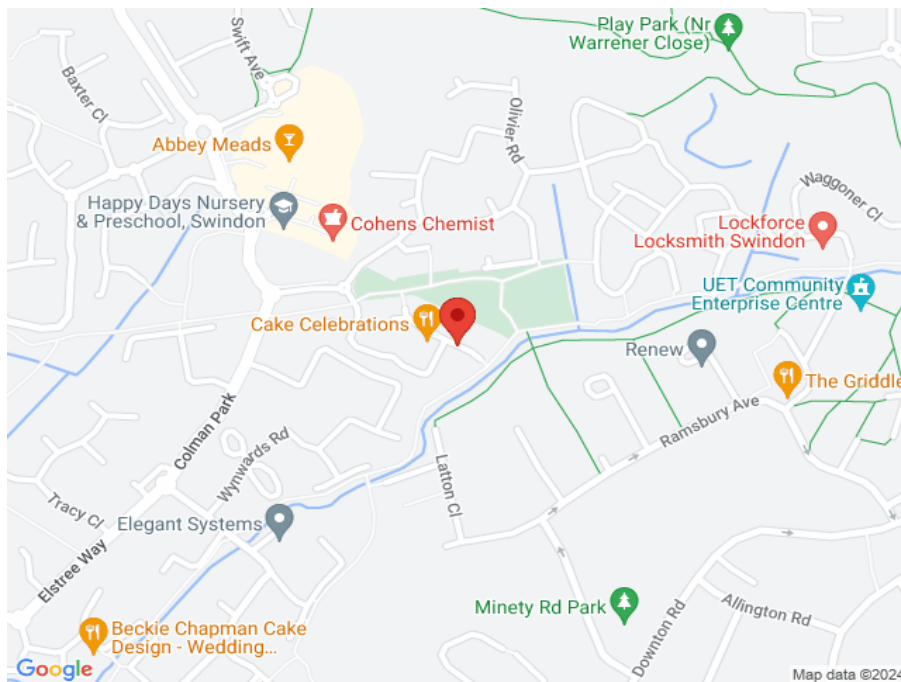 Play Park (Nr
Warrener Close)
Swift Ave
Baxter Cl
Olivier Rd
Abbey Meads
Waggoner Cl
Happy Days Nursery
& Preschool, Swindon
Cohens Chemist
Lockforce
Locksmith Swindon
UET Community
Enterprise Centre
Cake Celebrations
Renew
The Griddle
Colman Park
Ramsbury Ave
Wynwards Rd
Latton Cl
Tracy Cl
Elegant Systems
Elstree Way
Minety Rd Park
Allington Rd
Downton Rd
Beckie Chapman Cake
Design - Wedding...
Google
Map data ©2024